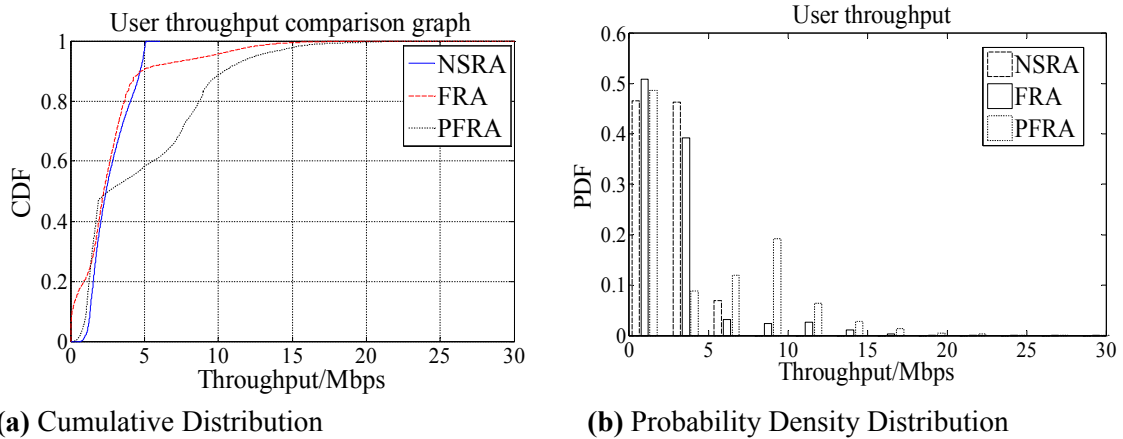 User throughput comparison graph
1
0.8
0.6
0.4
0.2
0
CDF
NSRA
FRA
PFRA
0 5 10 15 20 25 30
Throughput/Mbps
(a) Cumulative Distribution
User throughput
0.6
0.5
0.4
0.3
0.2
0.1
0
PDF
NSRA
FRA
PFRA
0 5 10 15 20 25 30
Throughput/Mbps
(b) Probability Density Distribution